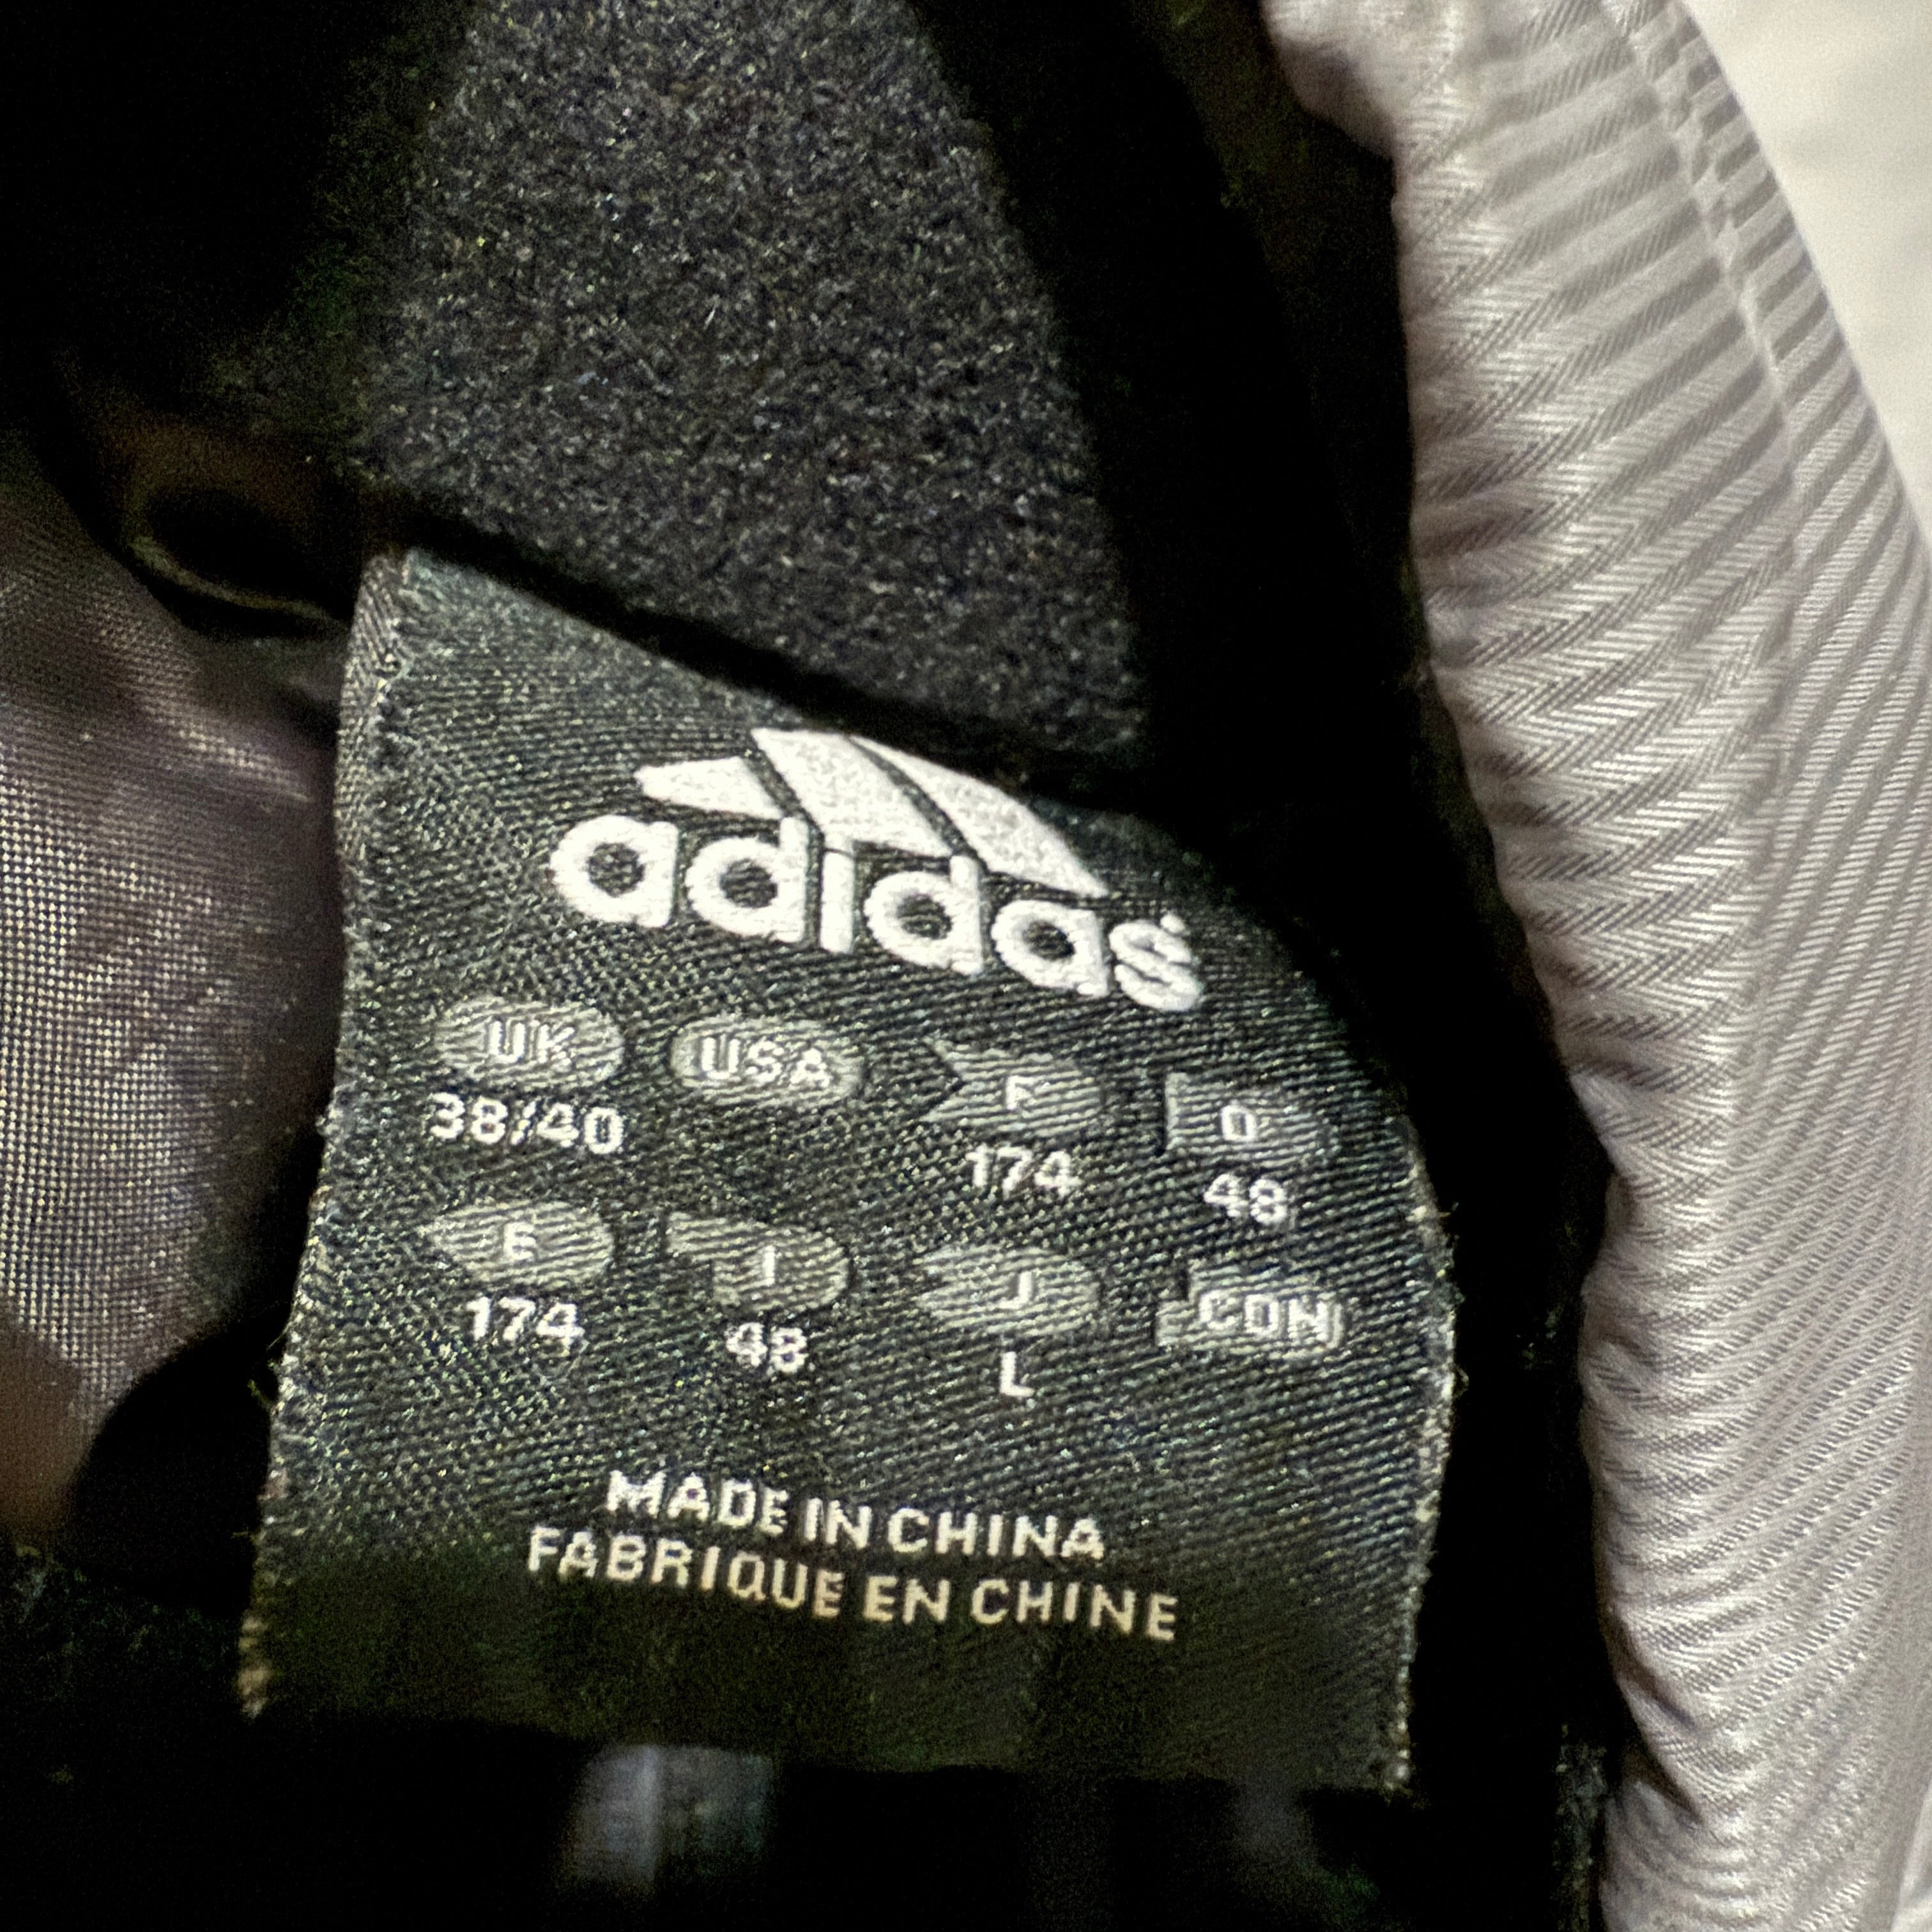 adidas
UK USA F D
38/40 174 48
E I J CDN
174 48 L
MADE IN CHINA
FABRIQUE EN CHINE